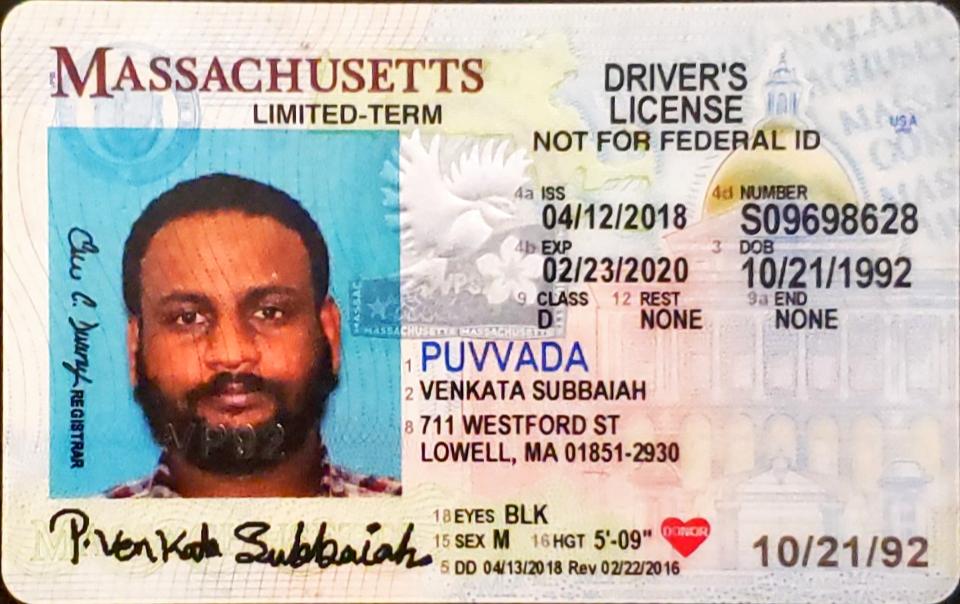 MASSACHUSETTS
LIMITED-TERM
DRIVER'S
LICENSE
NOT FOR FEDERAL ID
USA
4a ISS
04/12/2018
4d NUMBER
S09698628
4b EXP
02/23/2020
3 DOB
10/21/1992
9 CLASS
D
12 REST
NONE
9a END
NONE
1 PUVVADA
2 VENKATA SUBBAIAH
8 711 WESTFORD ST
LOWELL, MA 01851-2930
REGISTRAR
VP92
MASSACHUSETTS MASSACHUSETTS
18 EYES BLK
15 SEX M 16 HGT 5'-09"
DONOR
5 DD 04/13/2018 Rev 02/22/2016
10/21/92
P. Venkata Subbaiah